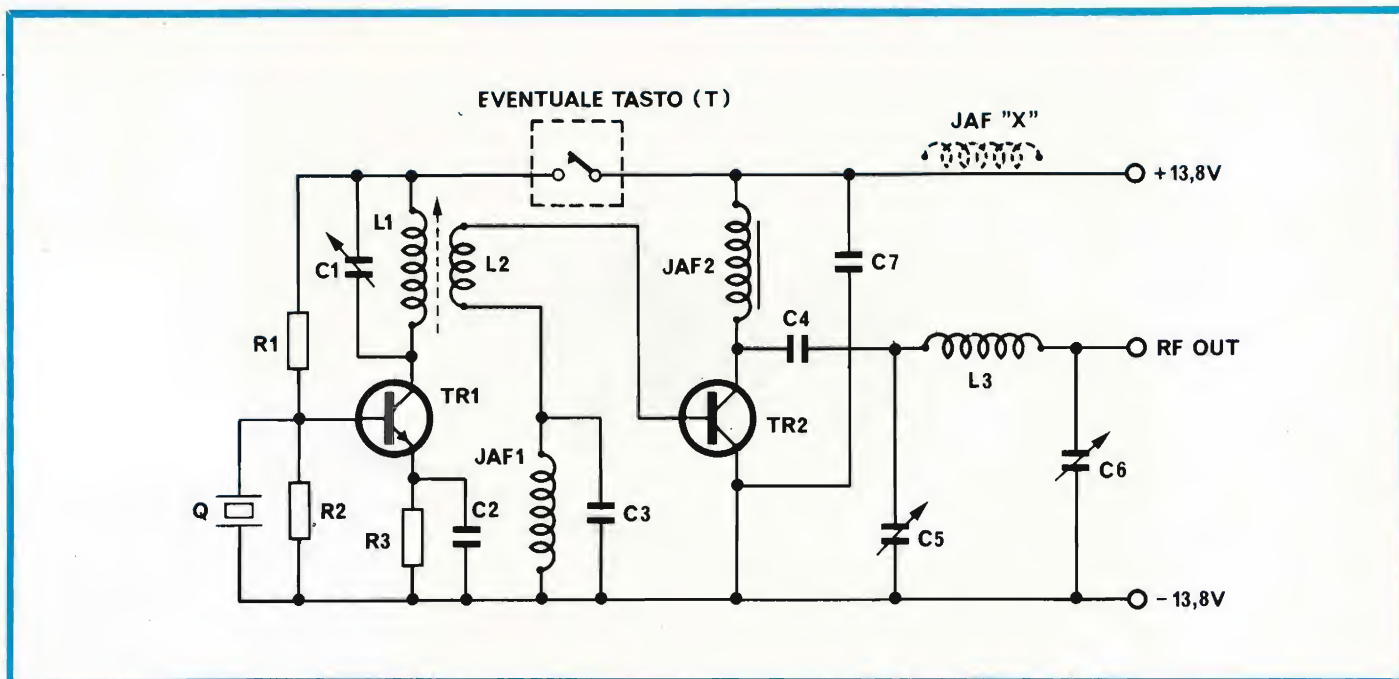 EVENTUALE TASTO (T)
JAF "X"
+13,8V
L1
C1
L2
JAF2
C7
C4
R1
RF OUT
L3
TR1
TR2
JAF1
C6
Q
R2
R3
C2
C3
C5
-13,8V